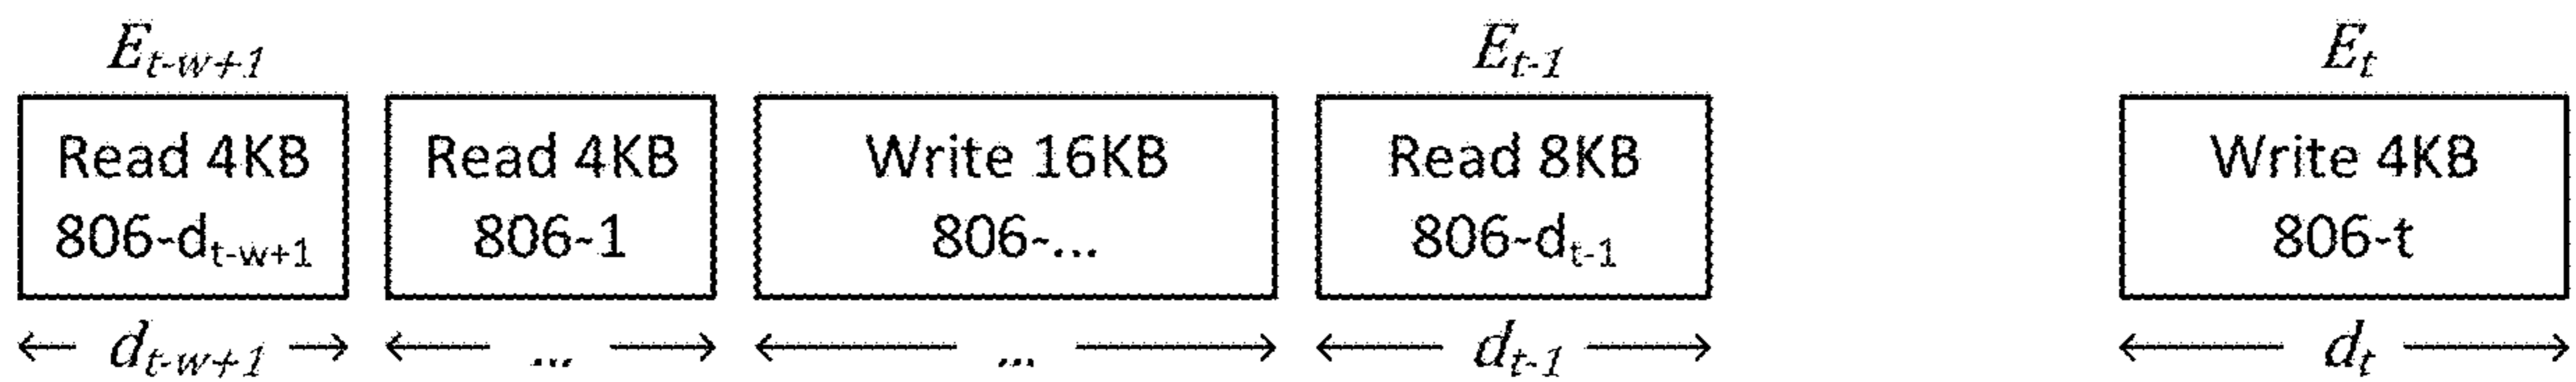 E_{t-w+1} E_{t-1} E_t
Read 4KB Read 4KB Write 16KB Read 8KB Write 4KB
806-d_{t-w+1} 806-1 806-... 806-d_{t-1} 806-t
d_{t-w+1} ... ... d_{t-1} d_t